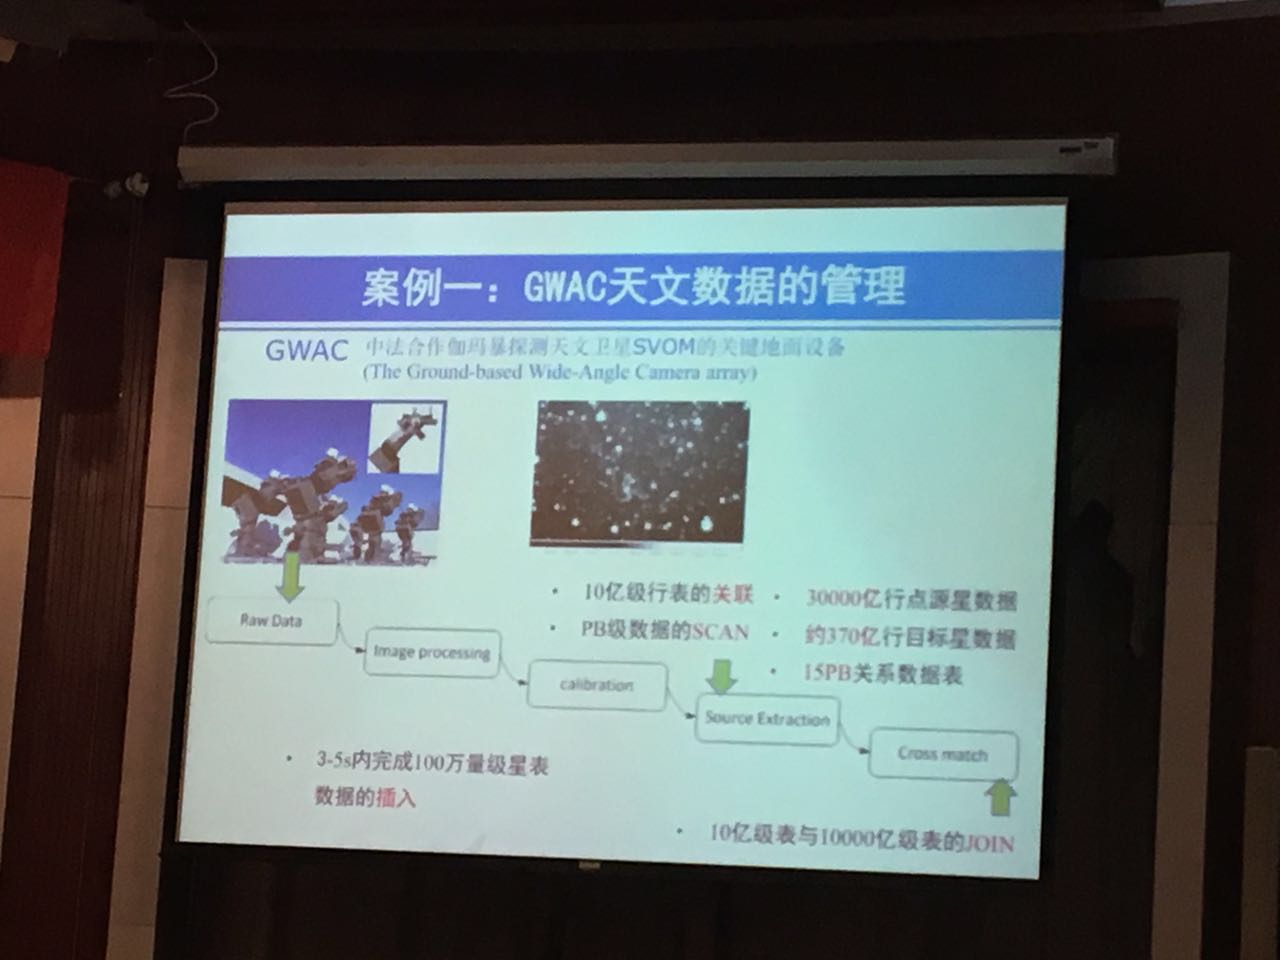 案例一：GWAC天文数据的管理
GWAC 中法合作伽玛暴探测天文卫星SVOM的关键地面设备
(The Ground-based Wide-Angle Camera array)
• 10亿级行表的关联
• PB级数据的SCAN
• 30000亿行点源星数据
• 约370亿行目标星数据
• 15PB关系数据表
Raw Data
Image processing
calibration
Source Extraction
Cross match
• 3-5s内完成100万量级星表
数据的插入
• 10亿级表与10000亿级表的JOIN